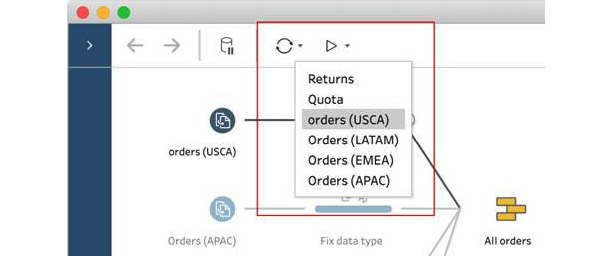 Returns
Quota
orders (USCA)
Orders (LATAM)
Orders (EMEA)
Orders (APAC)
orders (USCA)
Orders (APAC)
Fix data type
All orders